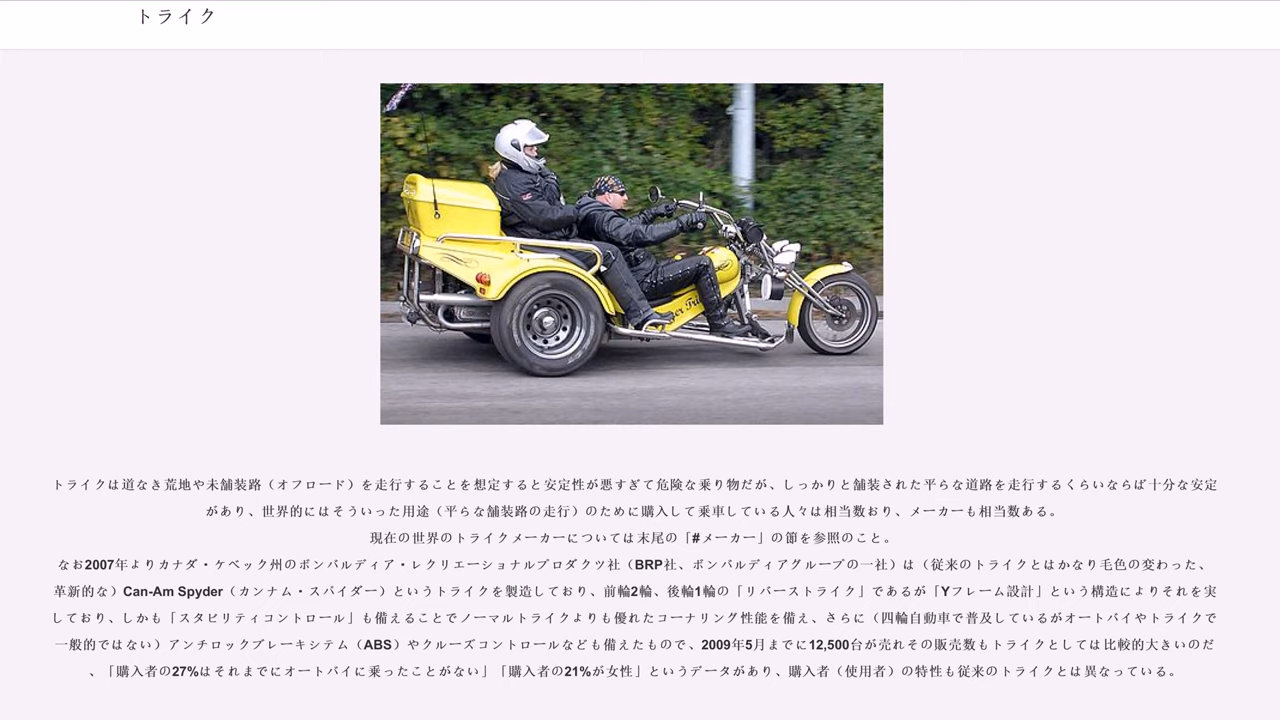 トライク
トライクは道なき荒地や未舗装路（オフロード）を走行することを想定すると安定性が悪すぎて危険な乗り物だが、しっかりと舗装された平らな道路を走行するくらいならば十分な安定
があり、世界的にはそういった用途（平らな舗装路の走行）のために購入して乗車している人々は相当数おり、メーカーも相当数ある。
現在の世界のトライクメーカーについては末尾の「#メーカー」の節を参照のこと。
なお2007年よりカナダ・ケベック州のボンバルディア・レクリエーショナルプロダクツ社（BRP社、ボンバルディアグループの一社）は（従来のトライクとはかなり毛色の変わった、
革新的な）Can-Am Spyder（カンナム・スパイダー）というトライクを製造しており、前輪2輪、後輪1輪の「リバーストライク」であるが「Yフレーム設計」という構造によりそれを実
しており、しかも「スタビリティコントロール」も備えることでノーマルトライクよりも優れたコーナリング性能を備え、さらに（四輪自動車で普及しているがオートバイやトライクで
一般的ではない）アンチロックブレーキシテム（ABS）やクルーズコントロールなども備えたもので、2009年5月までに12,500台が売れその販売数もトライクとしては比較的大きいのだ
、「購入者の27%はそれまでにオートバイに乗ったことがない」「購入者の21%が女性」というデータがあり、購入者（使用者）の特性も従来のトライクとは異なっている。